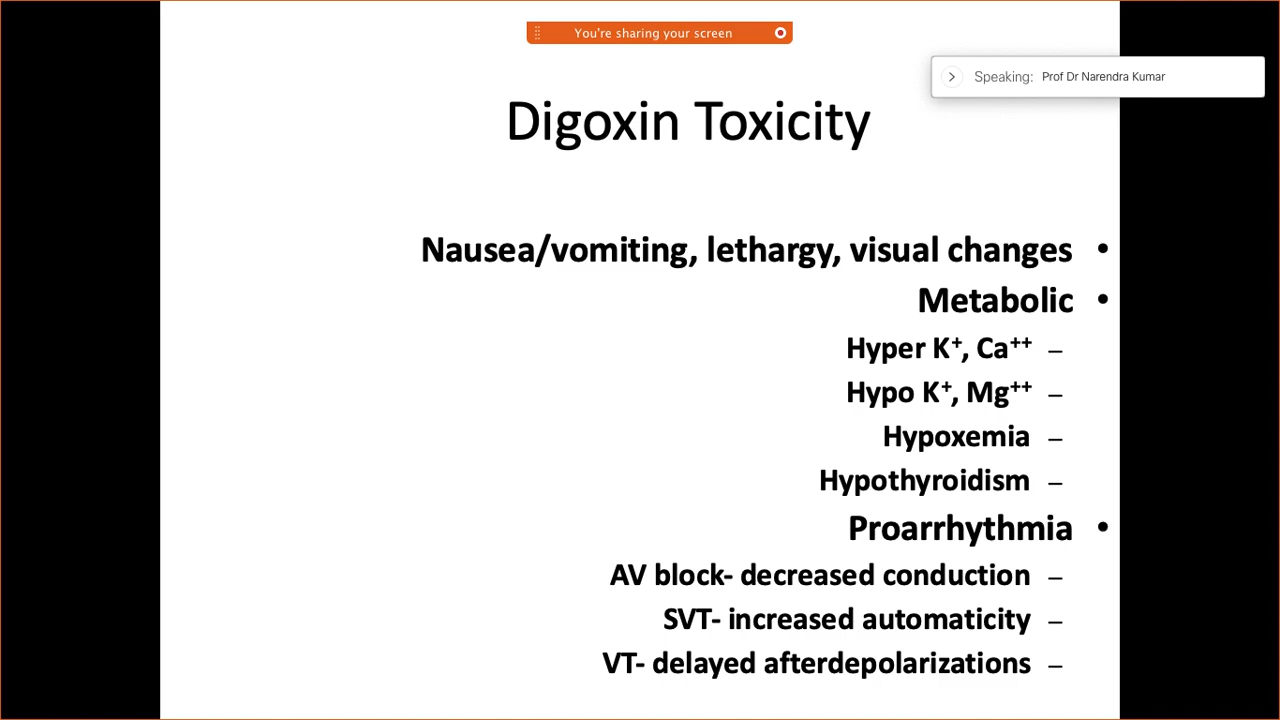 You're sharing your screen
Speaking: Prof Dr Narendra Kumar
Digoxin Toxicity
Nausea/vomiting, lethargy, visual changes •
Metabolic •
Hyper K⁺, Ca⁺⁺ –
Hypo K⁺, Mg⁺⁺ –
Hypoxemia –
Hypothyroidism –
Proarrhythmia •
AV block- decreased conduction –
SVT- increased automaticity –
VT- delayed afterdepolarizations –